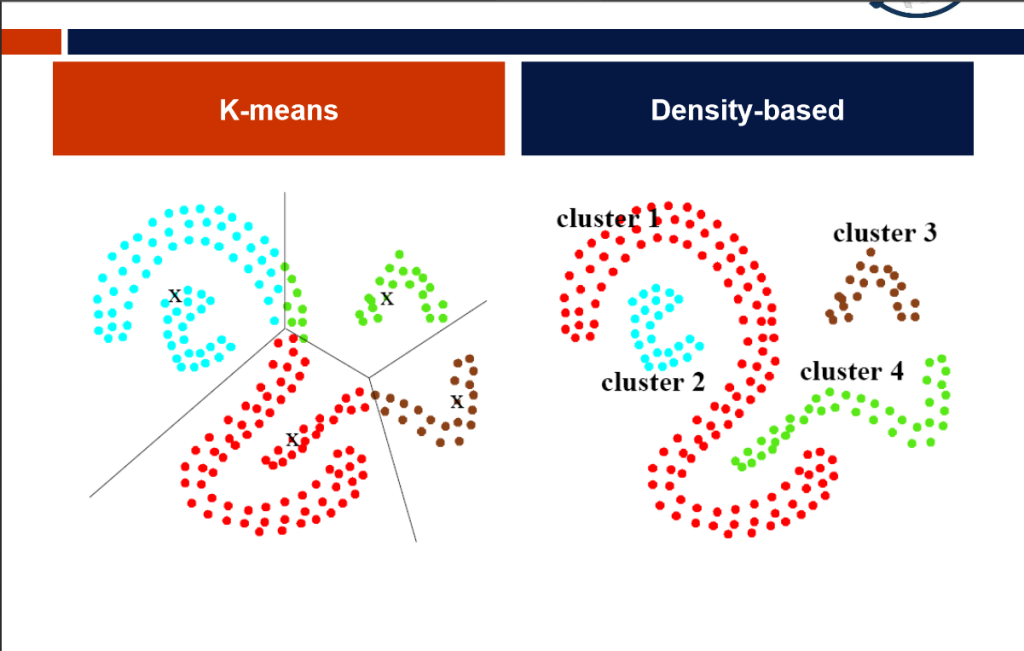 K-means
Density-based
x
x
x
x
cluster 1
cluster 2
cluster 3
cluster 4